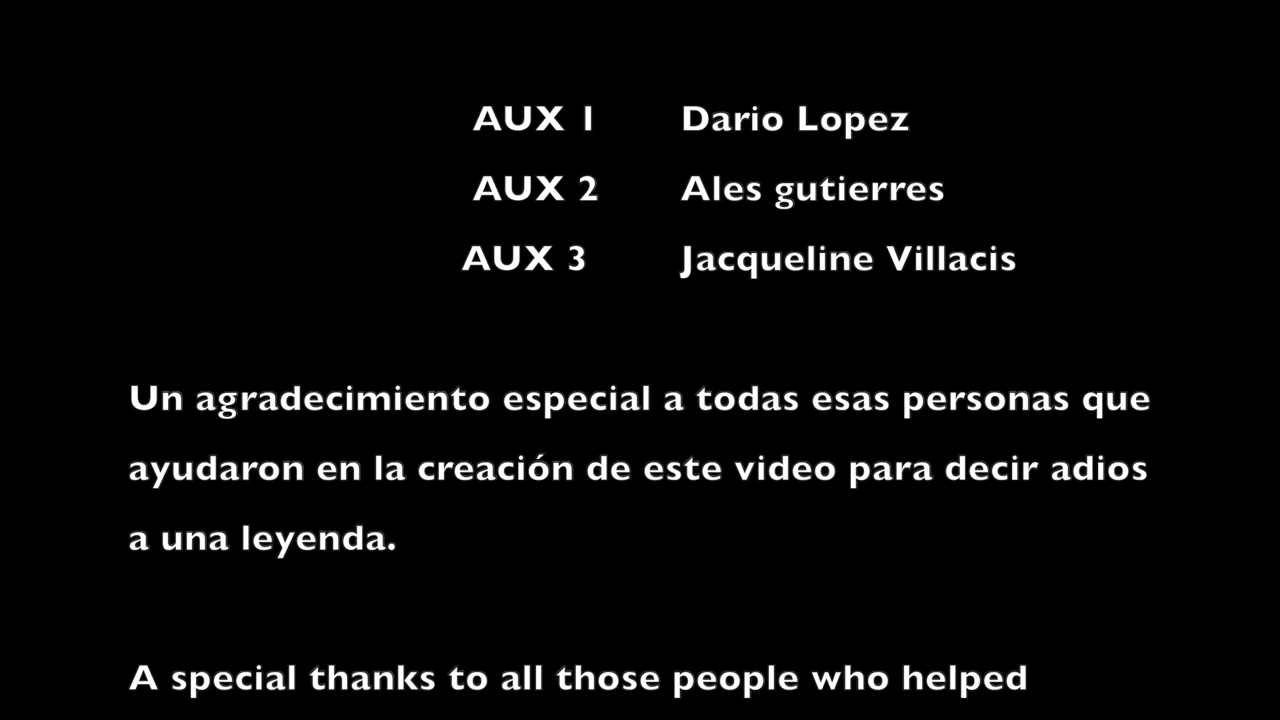 AUX 1 Dario Lopez
AUX 2 Ales gutierres
AUX 3 Jacqueline Villacis
Un agradecimiento especial a todas esas personas que
ayudaron en la creación de este video para decir adios
a una leyenda.
A special thanks to all those people who helped